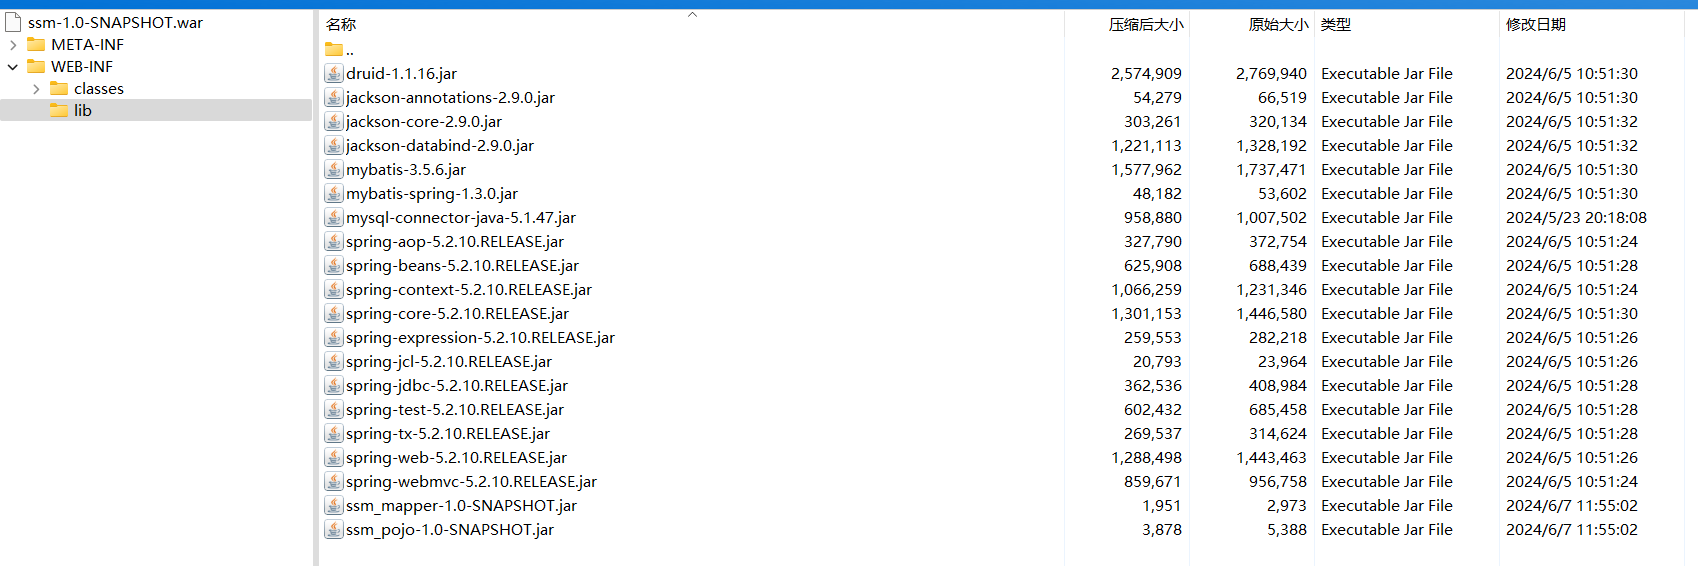 ssm-1.0-SNAPSHOT.war
META-INF
WEB-INF
classes
lib
名称 压缩后大小 原始大小 类型 修改日期
..
druid-1.1.16.jar 2,574,909 2,769,940 Executable Jar File 2024/6/5 10:51:30
jackson-annotations-2.9.0.jar 54,279 66,519 Executable Jar File 2024/6/5 10:51:30
jackson-core-2.9.0.jar 303,261 320,134 Executable Jar File 2024/6/5 10:51:32
jackson-databind-2.9.0.jar 1,221,113 1,328,192 Executable Jar File 2024/6/5 10:51:32
mybatis-3.5.6.jar 1,577,962 1,737,471 Executable Jar File 2024/6/5 10:51:30
mybatis-spring-1.3.0.jar 48,182 53,602 Executable Jar File 2024/6/5 10:51:30
mysql-connector-java-5.1.47.jar 958,880 1,007,502 Executable Jar File 2024/5/23 20:18:08
spring-aop-5.2.10.RELEASE.jar 327,790 372,754 Executable Jar File 2024/6/5 10:51:24
spring-beans-5.2.10.RELEASE.jar 625,908 688,439 Executable Jar File 2024/6/5 10:51:28
spring-context-5.2.10.RELEASE.jar 1,066,259 1,231,346 Executable Jar File 2024/6/5 10:51:24
spring-core-5.2.10.RELEASE.jar 1,301,153 1,446,580 Executable Jar File 2024/6/5 10:51:30
spring-expression-5.2.10.RELEASE.jar 259,553 282,218 Executable Jar File 2024/6/5 10:51:26
spring-jcl-5.2.10.RELEASE.jar 20,793 23,964 Executable Jar File 2024/6/5 10:51:26
spring-jdbc-5.2.10.RELEASE.jar 362,536 408,984 Executable Jar File 2024/6/5 10:51:28
spring-test-5.2.10.RELEASE.jar 602,432 685,458 Executable Jar File 2024/6/5 10:51:28
spring-tx-5.2.10.RELEASE.jar 269,537 314,624 Executable Jar File 2024/6/5 10:51:28
spring-web-5.2.10.RELEASE.jar 1,288,498 1,443,463 Executable Jar File 2024/6/5 10:51:26
spring-webmvc-5.2.10.RELEASE.jar 859,671 956,758 Executable Jar File 2024/6/5 10:51:24
ssm_mapper-1.0-SNAPSHOT.jar 1,951 2,973 Executable Jar File 2024/6/7 11:55:02
ssm_pojo-1.0-SNAPSHOT.jar 3,878 5,388 Executable Jar File 2024/6/7 11:55:02